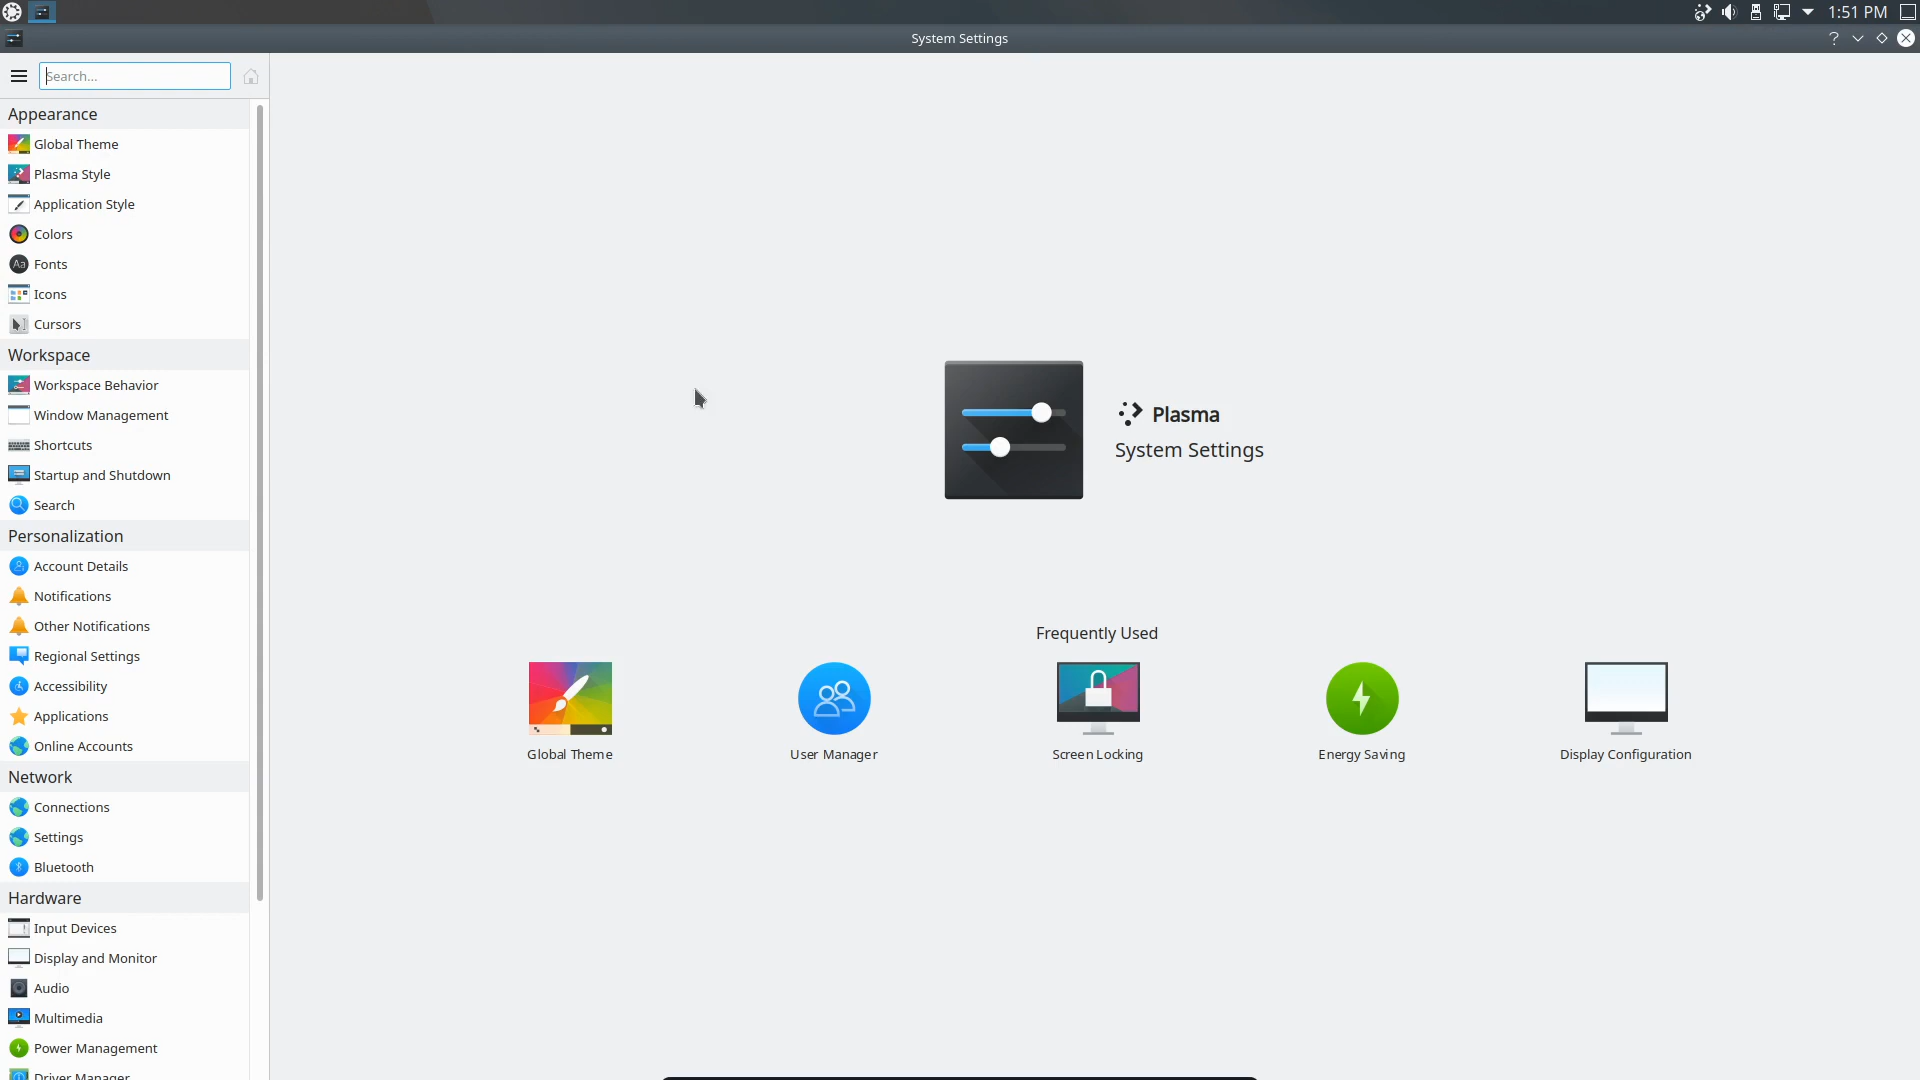 1:51 PM
System Settings
?
Search...
Appearance
Global Theme
Plasma Style
Application Style
Colors
Aa Fonts
Icons
Cursors
Workspace
Workspace Behavior
Window Management
Shortcuts
Startup and Shutdown
Search
Personalization
Account Details
Notifications
Other Notifications
Regional Settings
Accessibility
Applications
Online Accounts
Network
Connections
Settings
Bluetooth
Hardware
Input Devices
Display and Monitor
Audio
Multimedia
Power Management
Driver Manager
Plasma
System Settings
Frequently Used
Global Theme
User Manager
Screen Locking
Energy Saving
Display Configuration